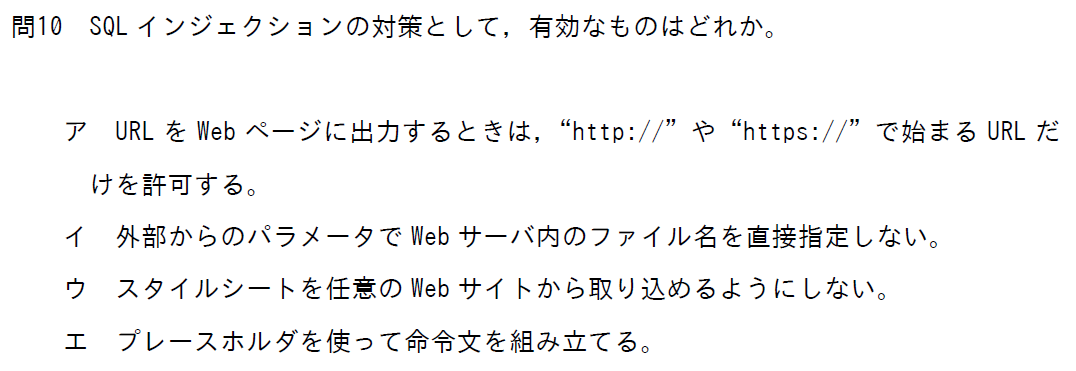 問10　SQL インジェクションの対策として，有効なものはどれか。
ア　URL を Web ページに出力するときは，“http://” や “https://” で始まる URL だ
けを許可する。
イ　外部からのパラメータで Web サーバ内のファイル名を直接指定しない。
ウ　スタイルシートを任意の Web サイトから取り込めるようにしない。
エ　プレースホルダを使って命令文を組み立てる。